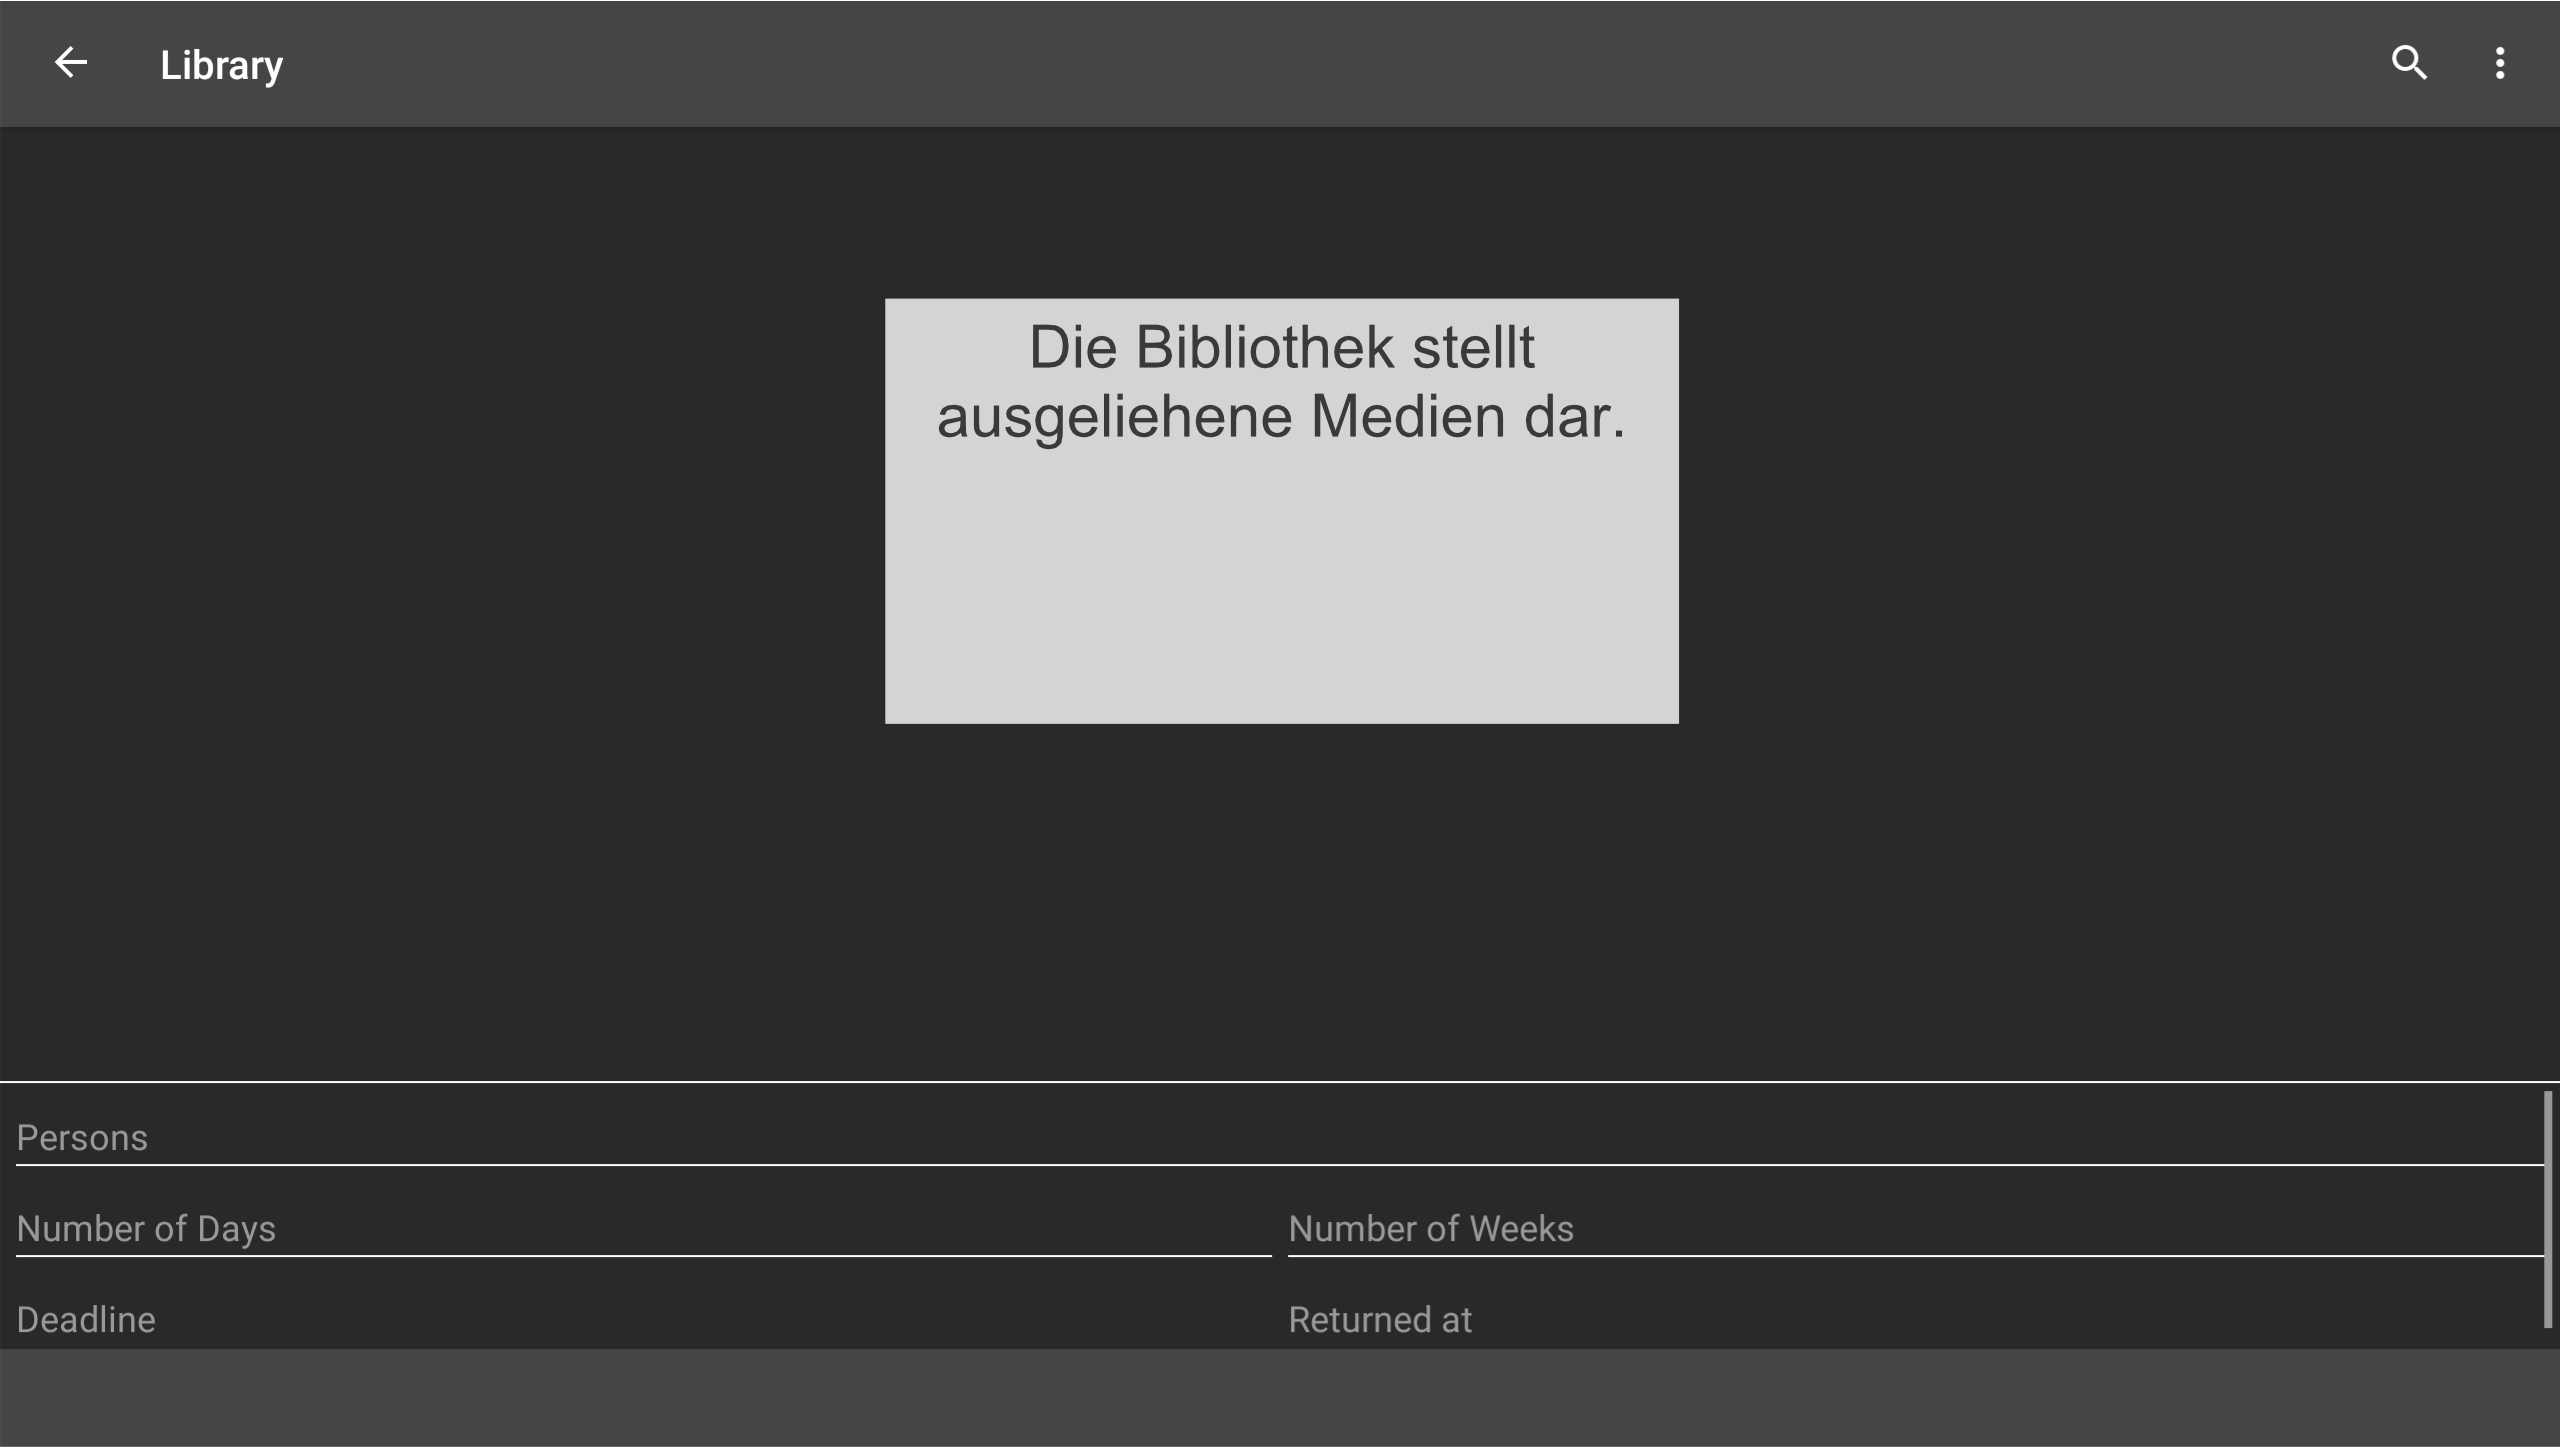 Library
Die Bibliothek stellt
ausgeliehene Medien dar.
Persons
Number of Days
Number of Weeks
Deadline
Returned at